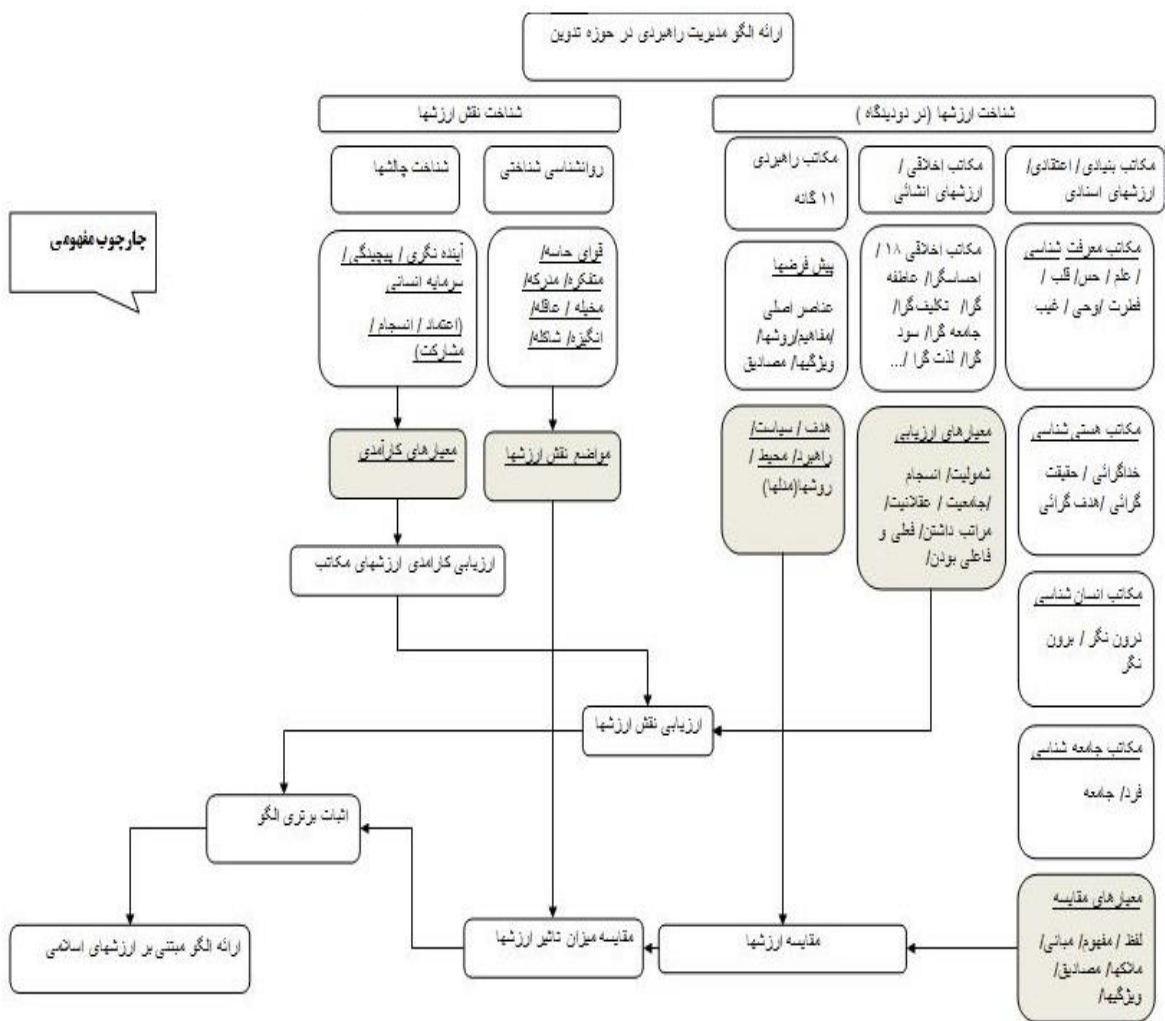 ارائه الگو مدیریت راهبردی در حوزه تدوین
شناخت ارزشها (در دودیدگاه )
شناخت نقش ارزشها
مکاتب بنیادی / اعتقادی/
ارزشهای اسنادی
مکاتب اخلاقی /
ارزشهای انشائی
مکاتب راهبردی
۱۱ گانه
روانشناسی شناختی
شناخت چالشها
چارچوب مفهومی
مکاتب معرفت شناسی
/ علم / حس/ قلب /
فطرت /وحی / غیب
مکاتب اخلاقی ۱۸ /
احساسگرا/ عاطفه
گرا/ تکلیف گرا/
جامعه گرا/ سود
گرا/ لذت گرا /...
پیش فرضها
عناصر اصلی
/مفاهیم/روشها/
ویژگیها/ مصادیق
قوای حاسه/
متفکره/ مدرکه/
مخیله / عاقله/
انگیزه/ شاکله/
آینده نگری / پیچیدگی /
سرمایه انسانی
(اعتماد / انسجام /
مشارکت)
مکاتب هستی شناسی
خداگرائی / حقیقت
گرائی /هدف گرائی
معیارهای ارزیابی
شمولیت/ انسجام
/جامعیت / عقلانیت/
مراتب داشتن/ فعلی و
فاعلی بودن/
هدف / سیاست/
راهبرد/ محیط /
روشها(مدلها)
مواضع نقش ارزشها
معیارهای کارآمدی
ارزیابی کارامدی ارزشهای مکاتب
مکاتب انسان شناسی
درون نگر / برون
نگر
ارزیابی نقش ارزشها
مکاتب جامعه شناسی
فرد/ جامعه
اثبات برتری الگو
معیارهای مقایسه
لفظ / مفهوم/ مبانی/
ملاکها/ مصادیق/
ویژگیها/
مقایسه ارزشها
مقایسه میزان تاثیر ارزشها
ارائه الگو مبتنی بر ارزشهای اسلامی